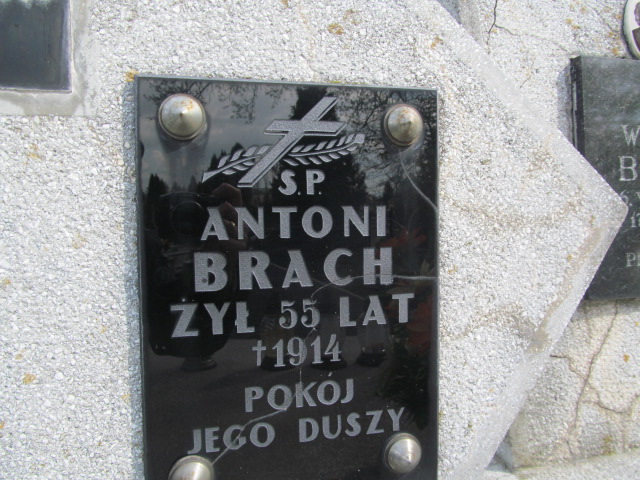 Ś.P.
ANTONI
BRACH
ŻYŁ 55 LAT
†1914
POKÓJ
JEGO DUSZY